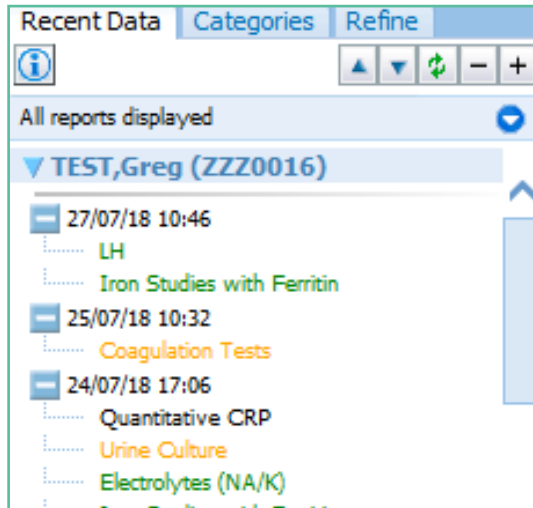 Recent Data Categories Refine
All reports displayed
TEST,Greg (ZZZ0016)
27/07/18 10:46
LH
Iron Studies with Ferritin
25/07/18 10:32
Coagulation Tests
24/07/18 17:06
Quantitative CRP
Urine Culture
Electrolytes (NA/K)